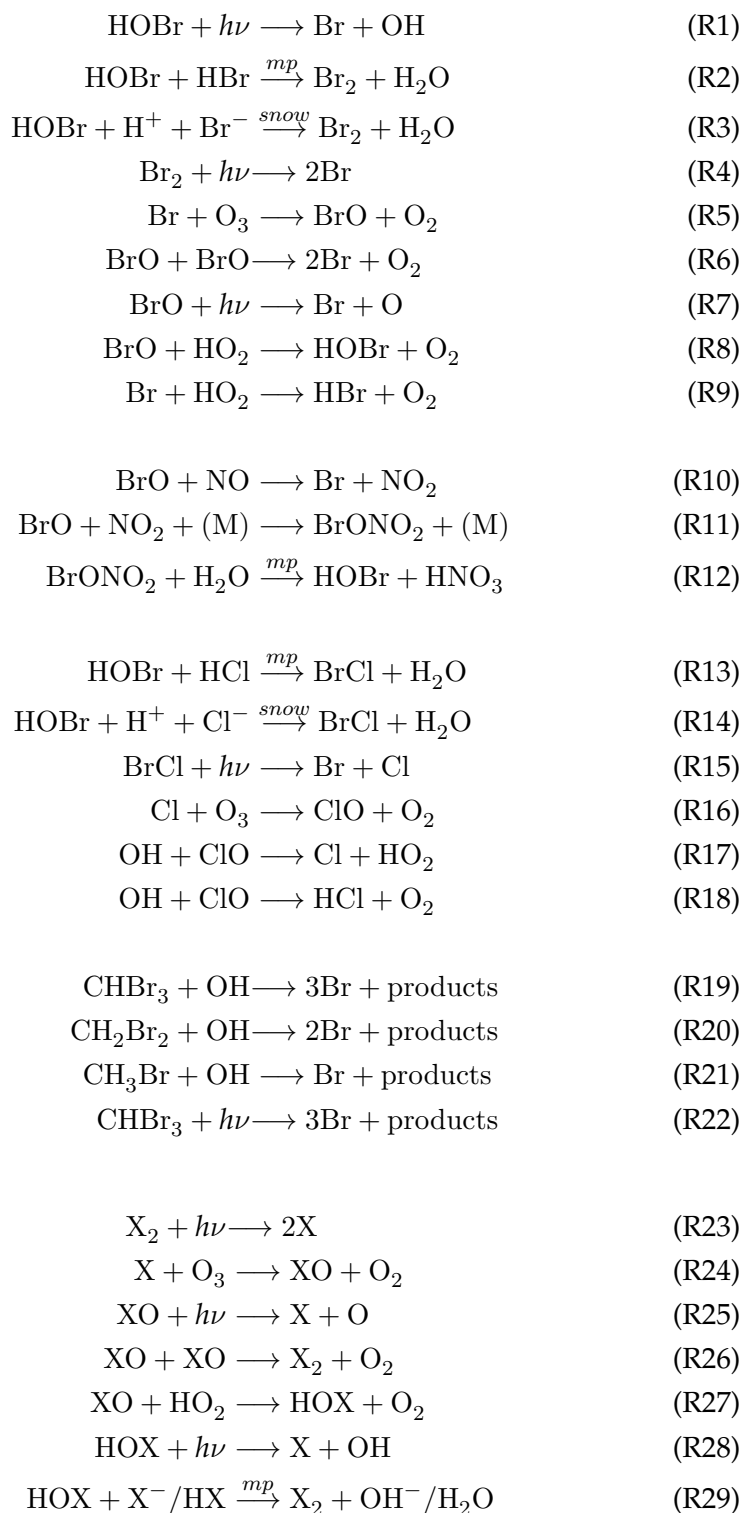 HOBr + hν ⟶ Br + OH (R1)
HOBr + HBr \xrightarrow{mp} Br₂ + H₂O (R2)
HOBr + H⁺ + Br⁻ \xrightarrow{snow} Br₂ + H₂O (R3)
Br₂ + hν ⟶ 2Br (R4)
Br + O₃ ⟶ BrO + O₂ (R5)
BrO + BrO ⟶ 2Br + O₂ (R6)
BrO + hν ⟶ Br + O (R7)
BrO + HO₂ ⟶ HOBr + O₂ (R8)
Br + HO₂ ⟶ HBr + O₂ (R9)
BrO + NO ⟶ Br + NO₂ (R10)
BrO + NO₂ + (M) ⟶ BrONO₂ + (M) (R11)
BrONO₂ + H₂O \xrightarrow{mp} HOBr + HNO₃ (R12)
HOBr + HCl \xrightarrow{mp} BrCl + H₂O (R13)
HOBr + H⁺ + Cl⁻ \xrightarrow{snow} BrCl + H₂O (R14)
BrCl + hν ⟶ Br + Cl (R15)
Cl + O₃ ⟶ ClO + O₂ (R16)
OH + ClO ⟶ Cl + HO₂ (R17)
OH + ClO ⟶ HCl + O₂ (R18)
CHBr₃ + OH ⟶ 3Br + products (R19)
CH₂Br₂ + OH ⟶ 2Br + products (R20)
CH₃Br + OH ⟶ Br + products (R21)
CHBr₃ + hν ⟶ 3Br + products (R22)
X₂ + hν ⟶ 2X (R23)
X + O₃ ⟶ XO + O₂ (R24)
XO + hν ⟶ X + O (R25)
XO + XO ⟶ X₂ + O₂ (R26)
XO + HO₂ ⟶ HOX + O₂ (R27)
HOX + hν ⟶ X + OH (R28)
HOX + X⁻/HX \xrightarrow{mp} X₂ + OH⁻/H₂O (R29)